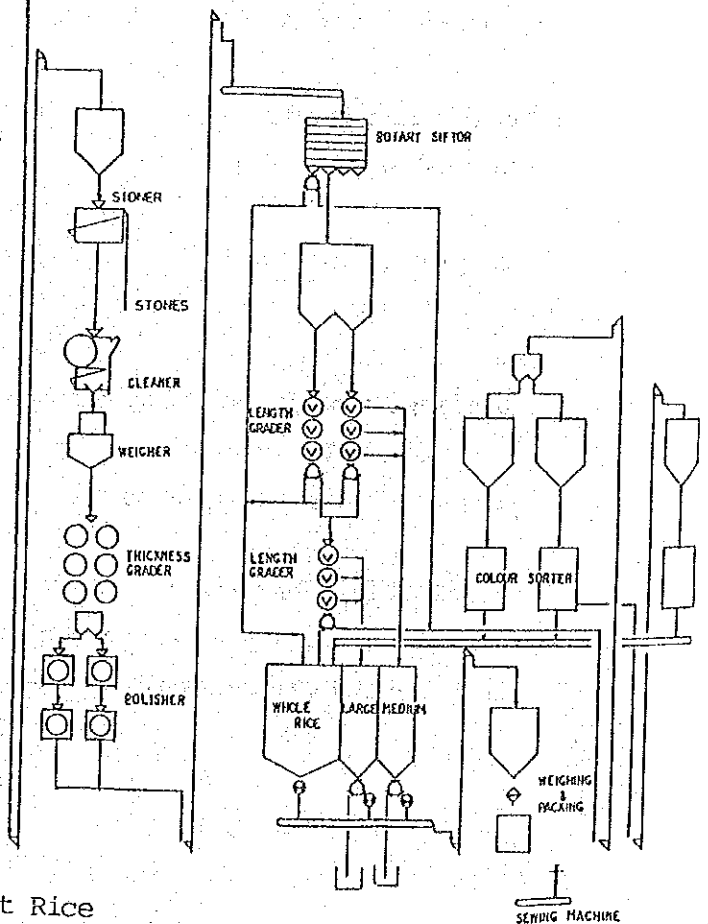 STONER
STONES
CLEANER
WEIGHER
THICKNESS
GRADER
POLISHER
ROTARY SIFTOR
LENGTH
GRADER
LENGTH
GRADER
COLOUR SORTER
WHOLE
RICE
LARGE
MEDIUM
WEIGHING
&
PACKING
SEWING MACHINE
t Rice